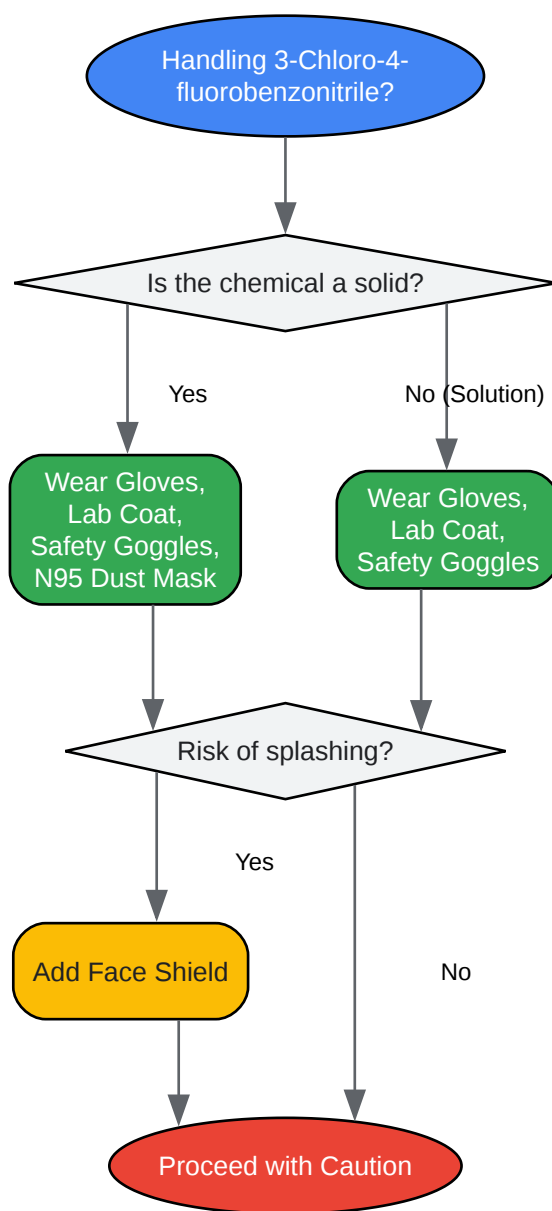 Handling 3-Chloro-4-
fluorobenzonitrile?
Is the chemical a solid?
Yes
No (Solution)
Wear Gloves,
Lab Coat,
Safety Goggles,
N95 Dust Mask
Wear Gloves,
Lab Coat,
Safety Goggles
Risk of splashing?
Yes
Add Face Shield
No
Proceed with Caution